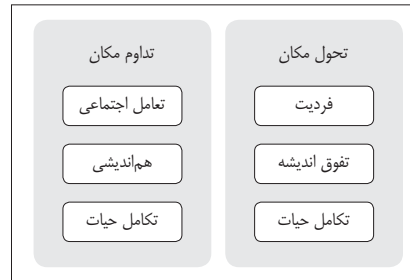 تحول مکان
فردیت
تفوق اندیشه
تکامل حیات
تداوم مکان
تعامل اجتماعی
هم‌اندیشی
تکامل حیات